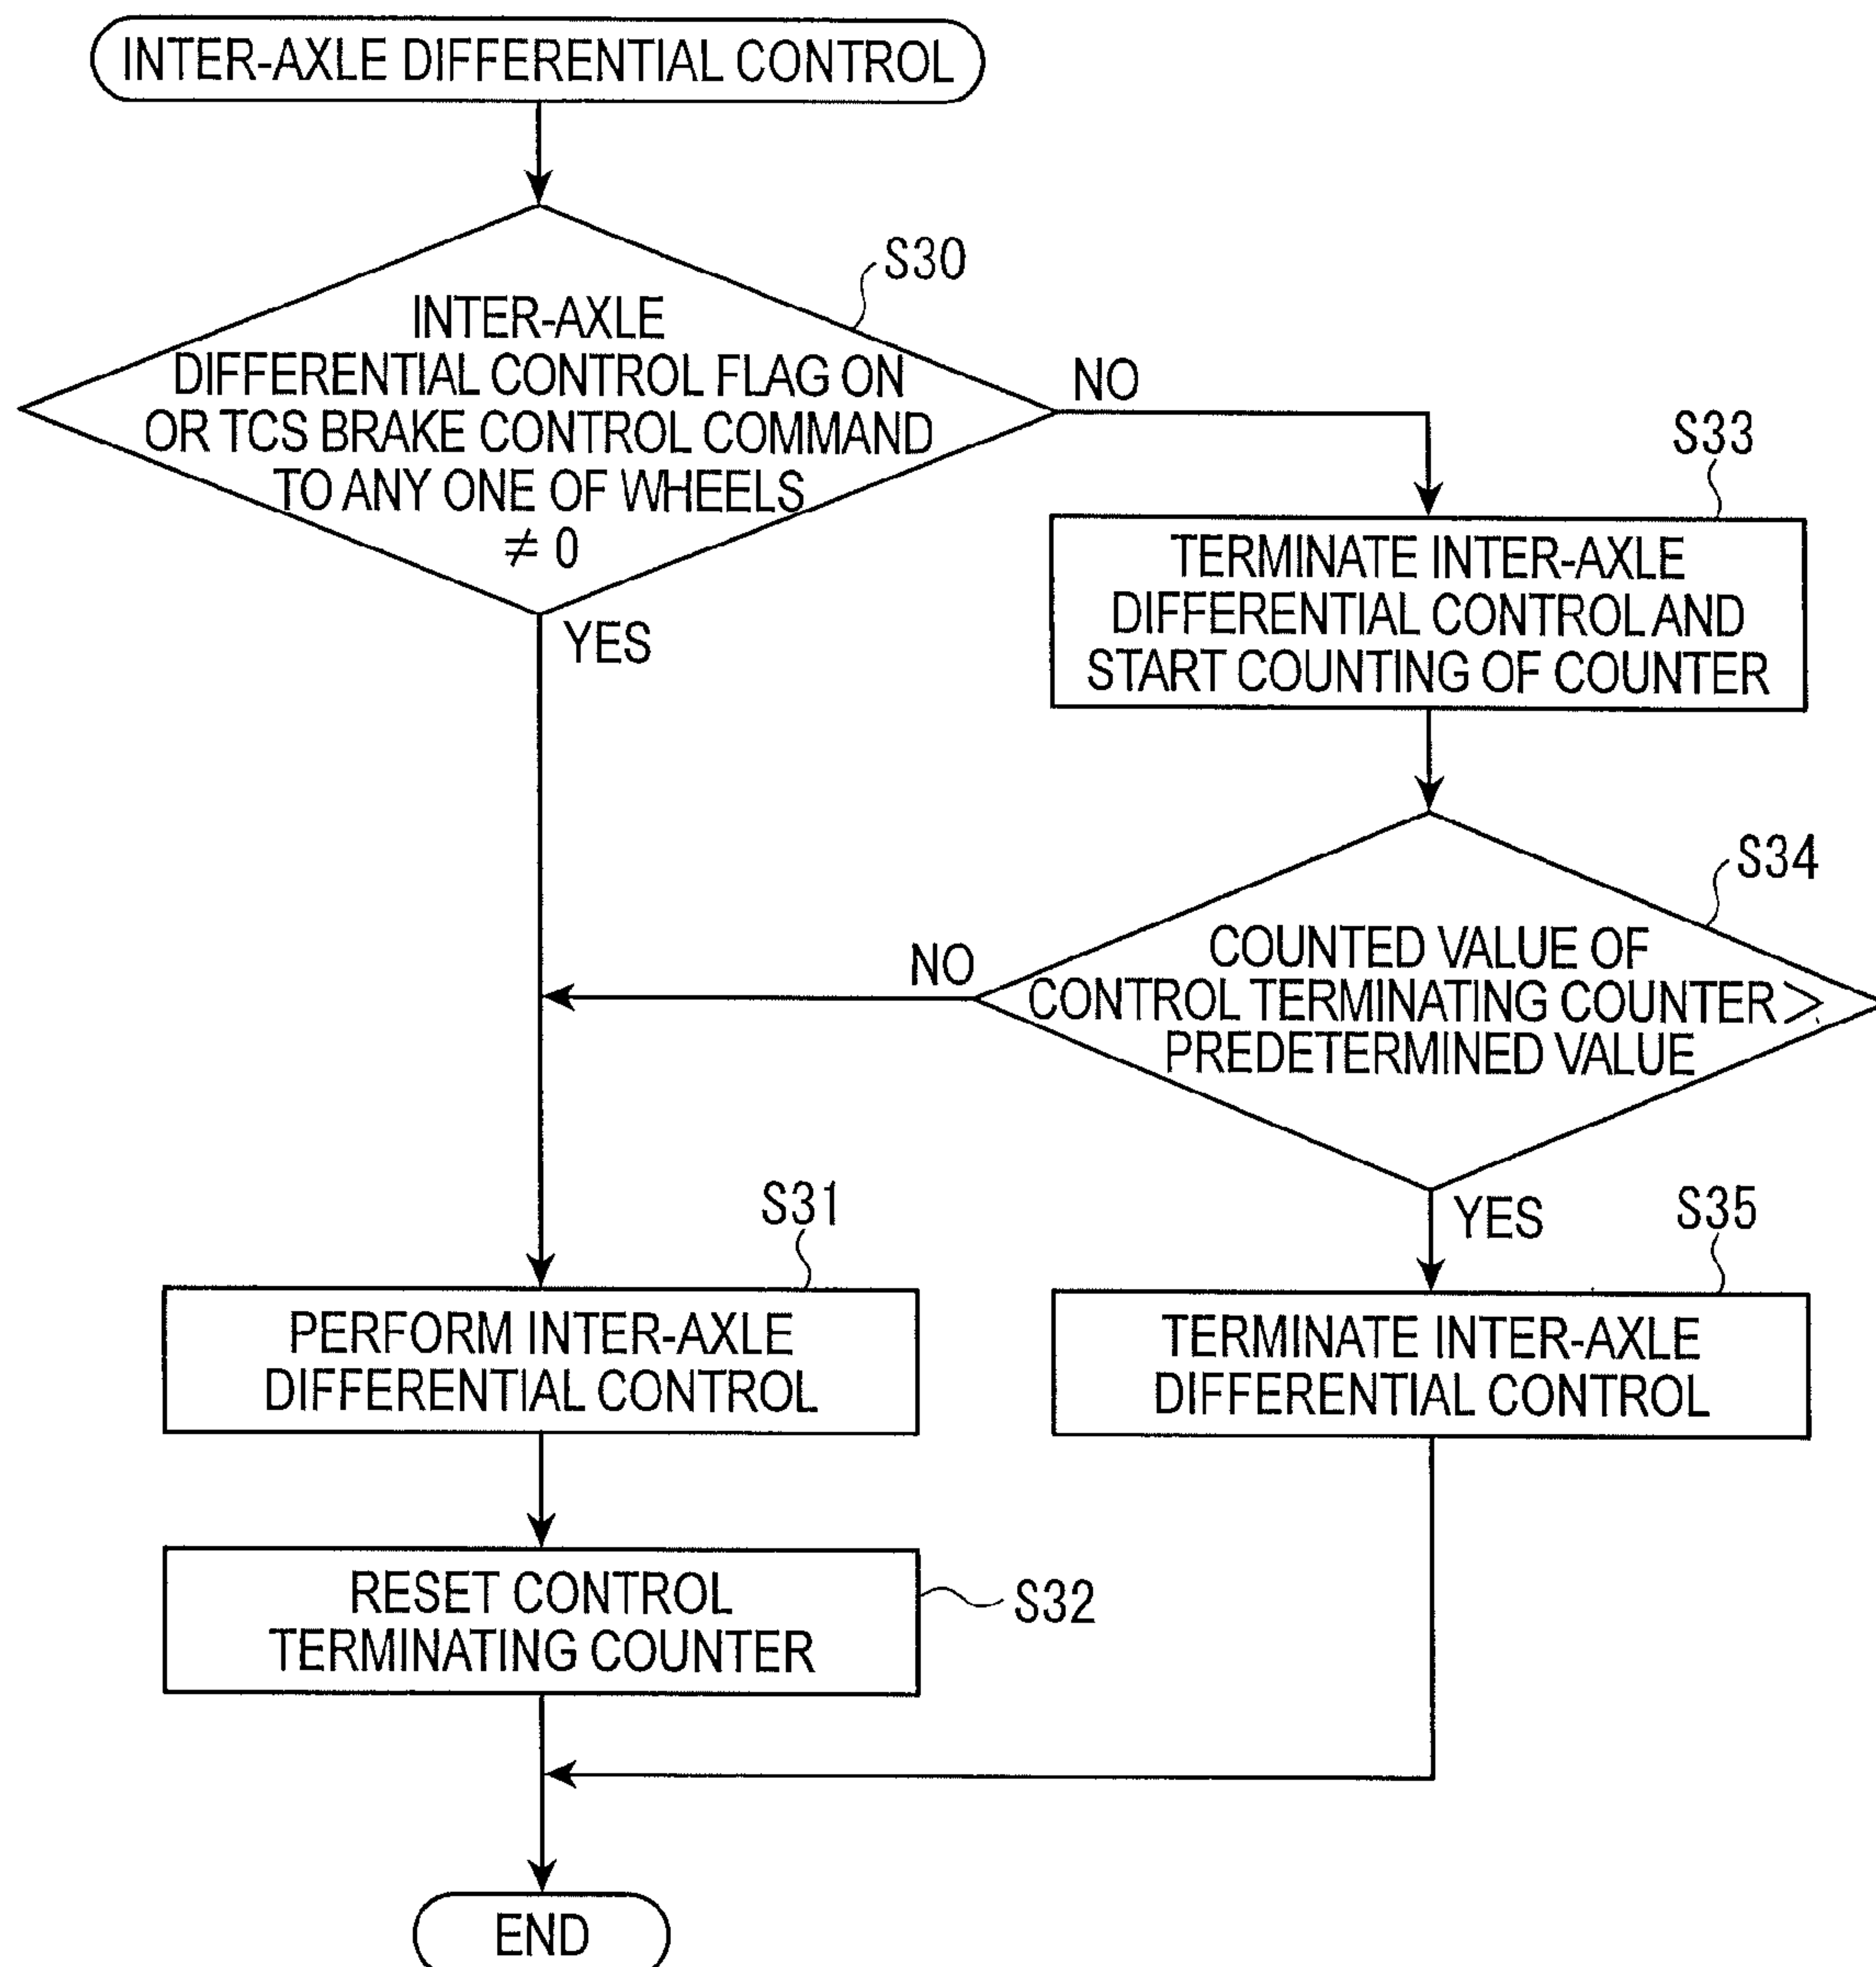 INTER-AXLE DIFFERENTIAL CONTROL
S30
INTER-AXLE
DIFFERENTIAL CONTROL FLAG ON
OR TCS BRAKE CONTROL COMMAND
TO ANY ONE OF WHEELS
≠ 0
NO
YES
S33
TERMINATE INTER-AXLE
DIFFERENTIAL CONTROL AND
START COUNTING OF COUNTER
S34
COUNTED VALUE OF
CONTROL TERMINATING COUNTER >
PREDETERMINED VALUE
NO
YES
S31
PERFORM INTER-AXLE
DIFFERENTIAL CONTROL
S35
TERMINATE INTER-AXLE
DIFFERENTIAL CONTROL
RESET CONTROL
TERMINATING COUNTER
S32
END